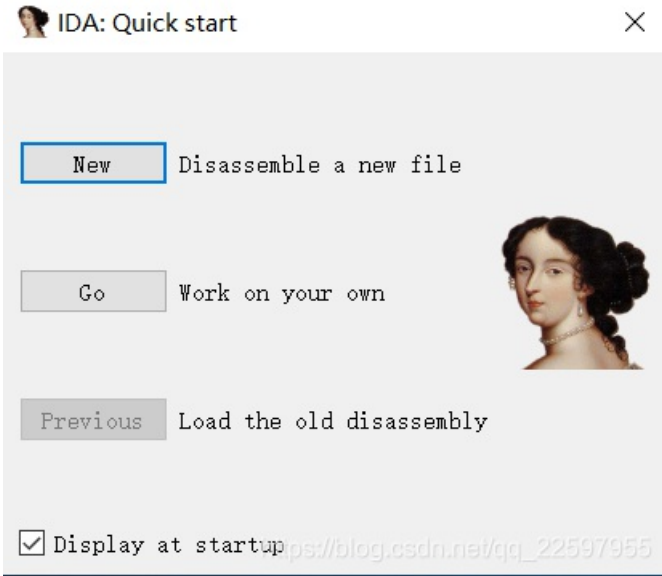 IDA: Quick start
New Disassemble a new file
Go Work on your own
Previous Load the old disassembly
Display at startup
https://blog.csdn.net/qq_22597955